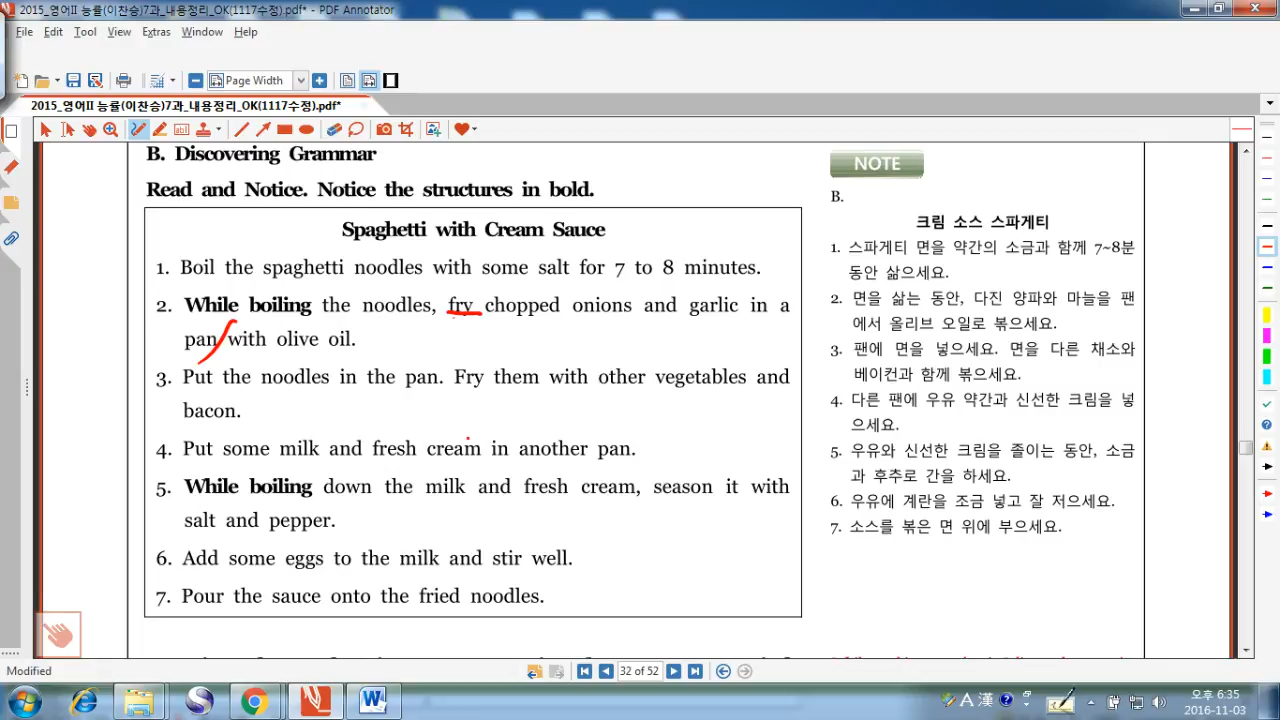 2015_영어II 능률(이찬승)7과_내용정리_OK(1117수정).pdf* - PDF Annotator
File Edit Tool View Extras Window Help
Page Width
2015_영어II 능률(이찬승)7과_내용정리_OK(1117수정).pdf*
B. Discovering Grammar
Read and Notice. Notice the structures in bold.
Spaghetti with Cream Sauce
1. Boil the spaghetti noodles with some salt for 7 to 8 minutes.
2. While boiling the noodles, fry chopped onions and garlic in a
pan with olive oil.
3. Put the noodles in the pan. Fry them with other vegetables and
bacon.
4. Put some milk and fresh cream in another pan.
5. While boiling down the milk and fresh cream, season it with
salt and pepper.
6. Add some eggs to the milk and stir well.
7. Pour the sauce onto the fried noodles.
NOTE
B.
크림 소스 스파게티
1. 스파게티 면을 약간의 소금과 함께 7~8분
동안 삶으세요.
2. 면을 삶는 동안, 다진 양파와 마늘을 팬
에서 올리브 오일로 볶으세요.
3. 팬에 면을 넣으세요. 면을 다른 채소와
베이컨과 함께 볶으세요.
4. 다른 팬에 우유 약간과 신선한 크림을 넣
으세요.
5. 우유와 신선한 크림을 졸이는 동안, 소금
과 후추로 간을 하세요.
6. 우유에 계란을 조금 넣고 잘 저으세요.
7. 소스를 볶은 면 위에 부으세요.
Modified
32 of 52
A 漢
오후 6:35
2016-11-03